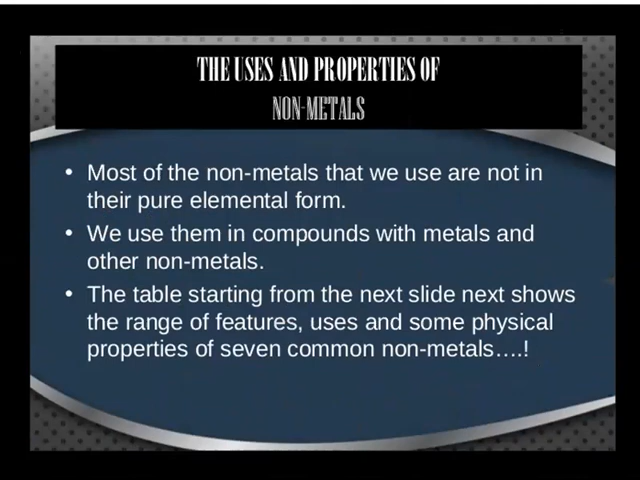 THE USES AND PROPERTIES OF
NON-METALS
• Most of the non-metals that we use are not in
their pure elemental form.
• We use them in compounds with metals and
other non-metals.
• The table starting from the next slide next shows
the range of features, uses and some physical
properties of seven common non-metals….!